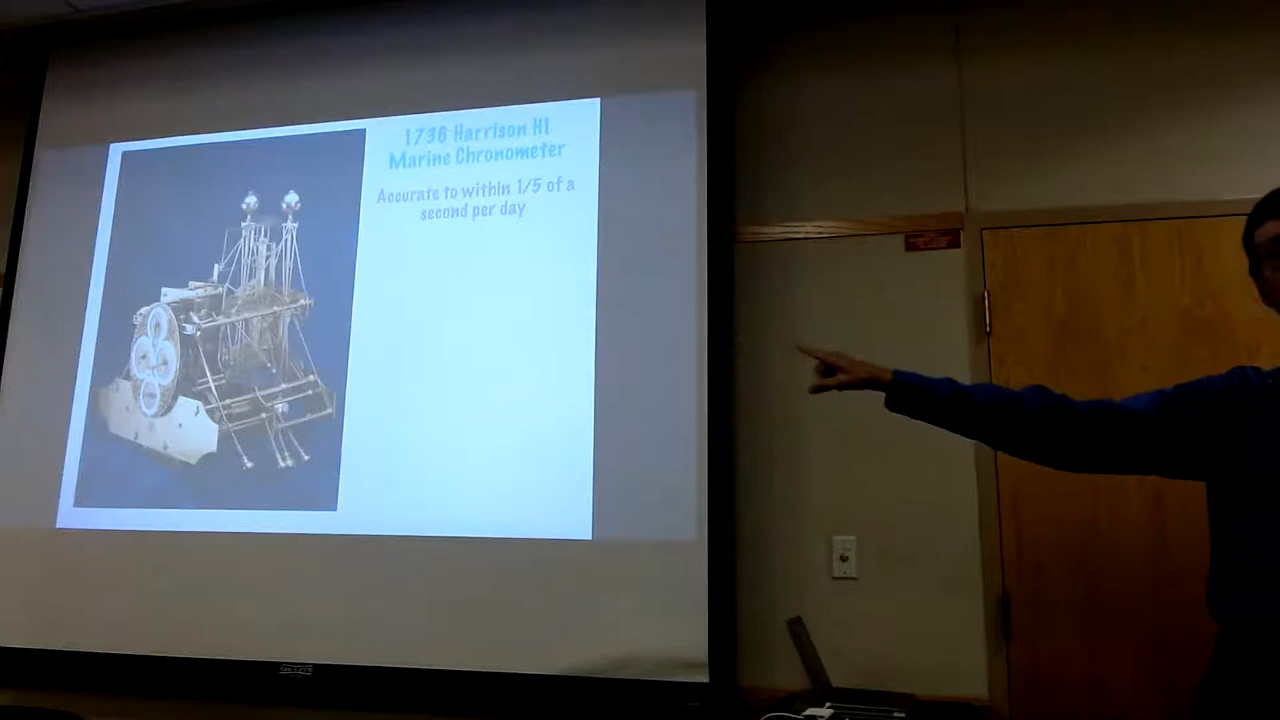 1736 Harrison H1
Marine Chronometer
Accurate to within 1/5 of a
second per day